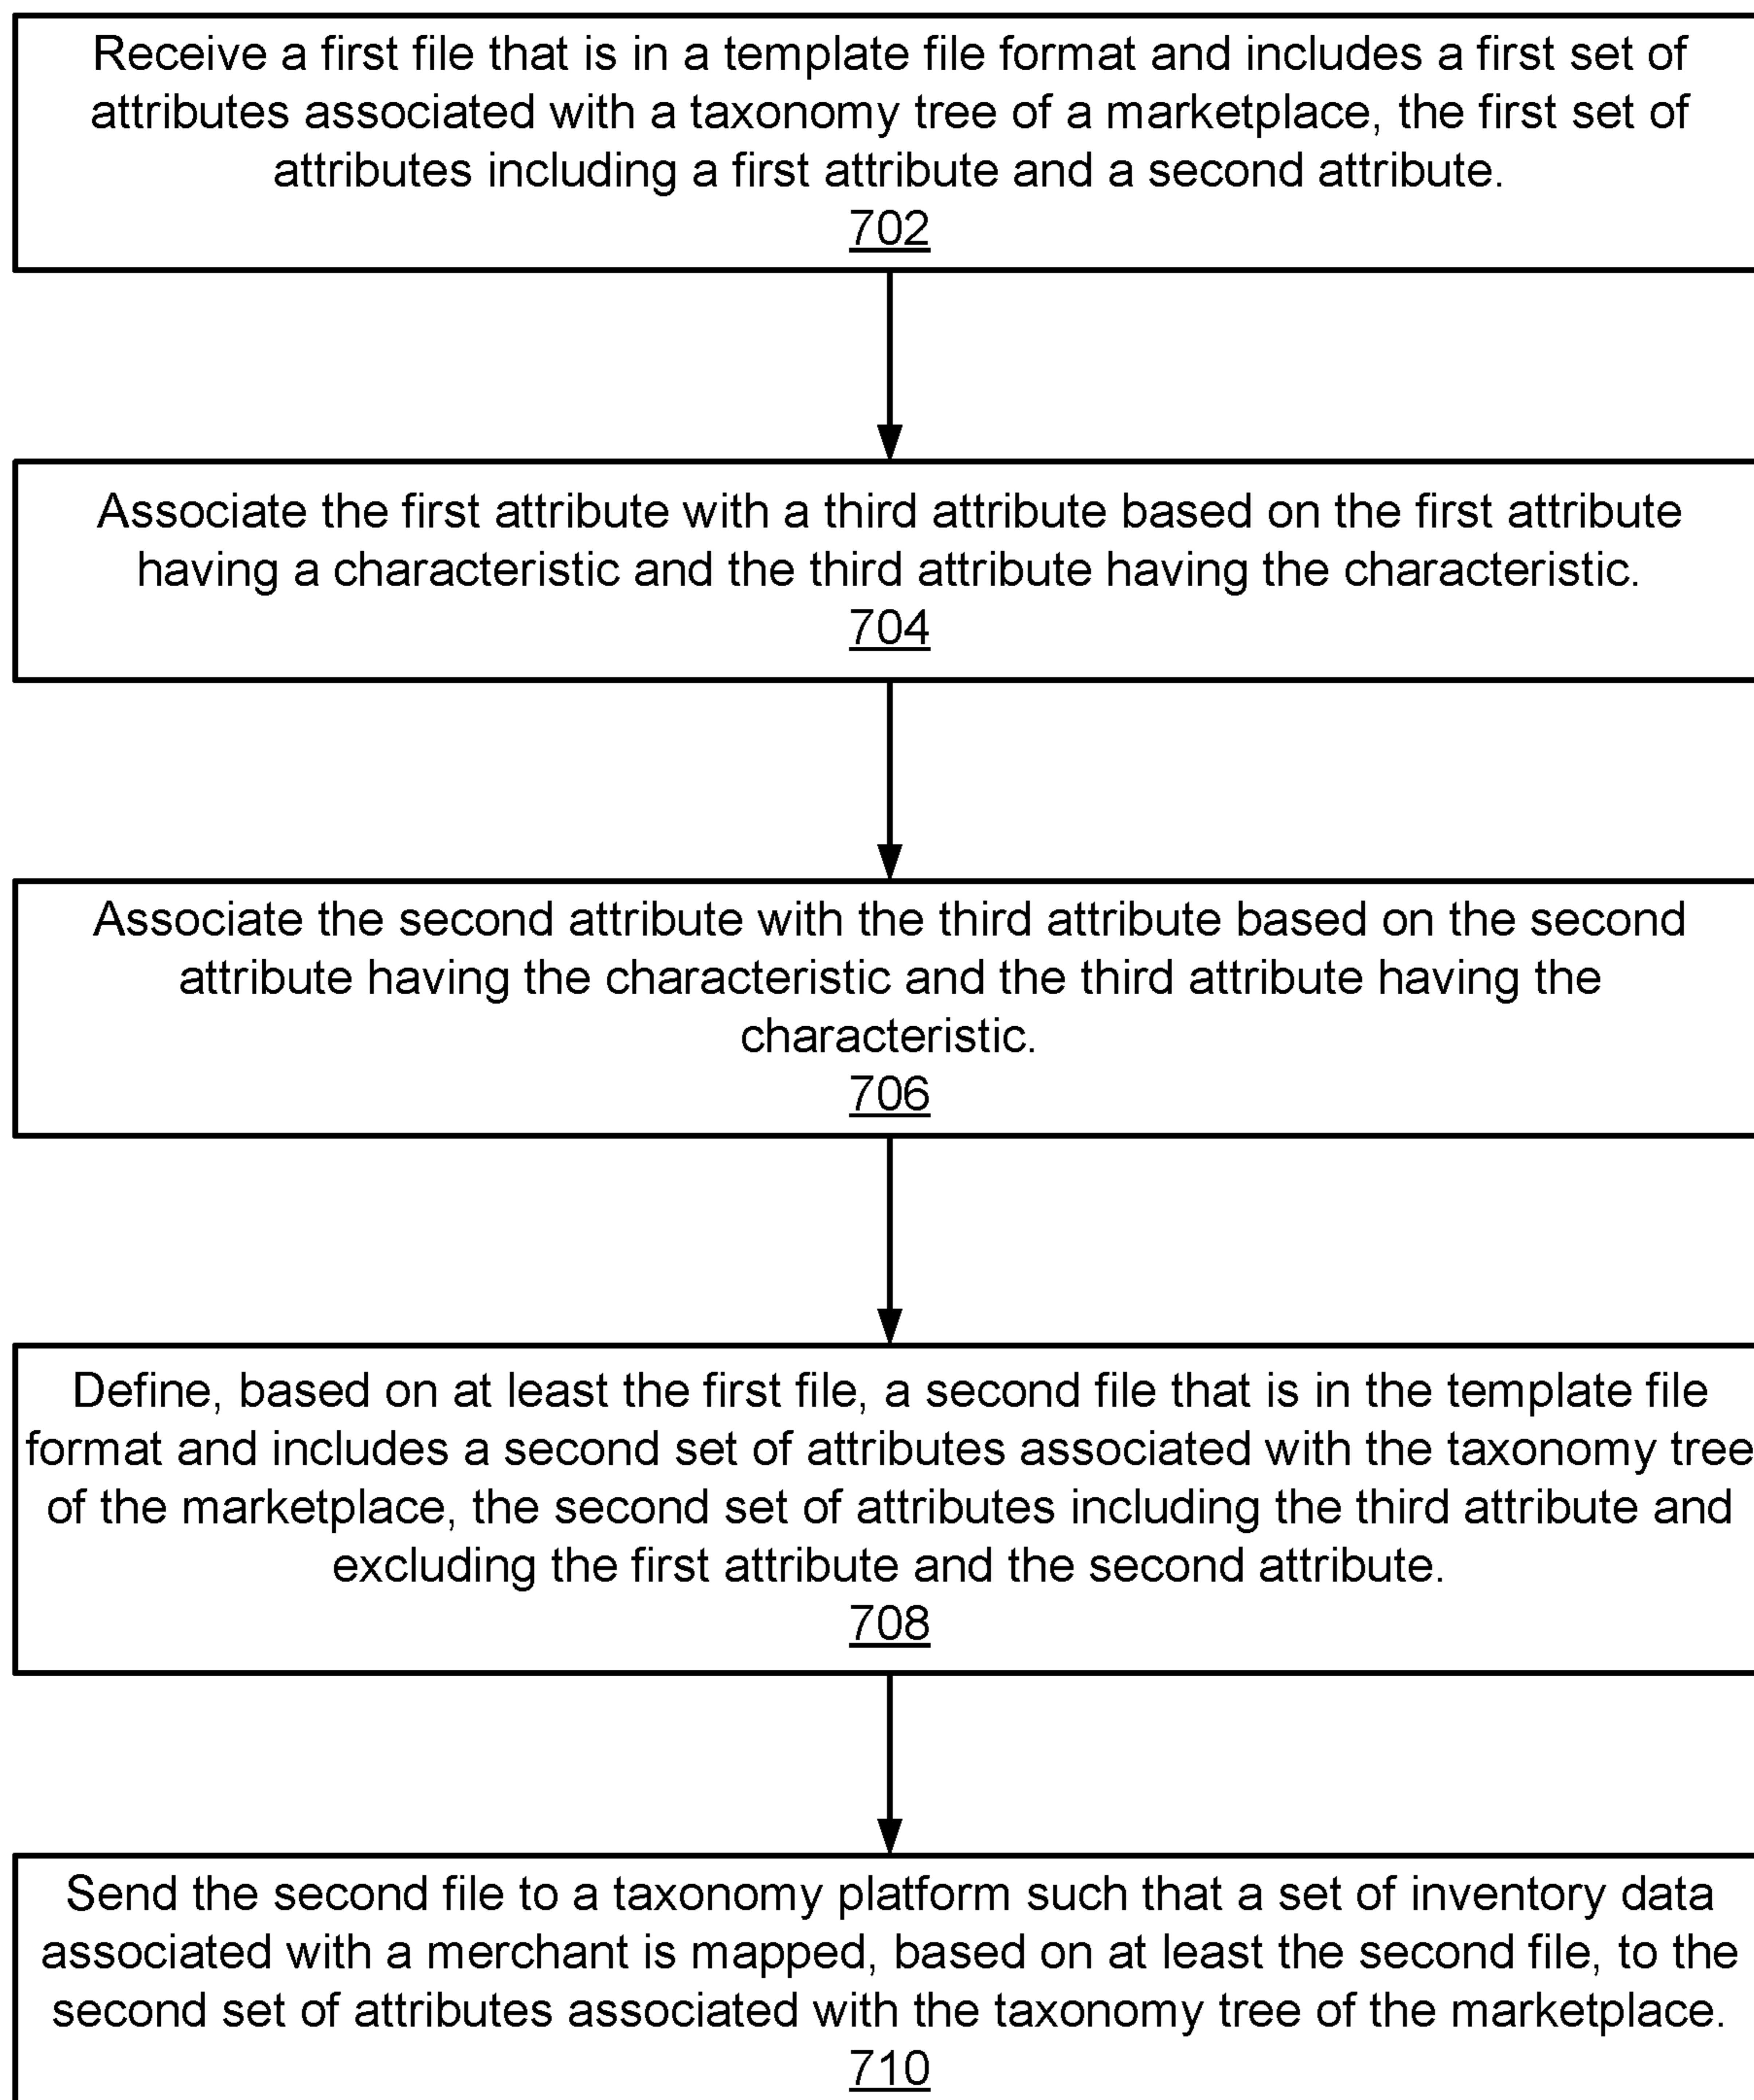 Receive a first file that is in a template file format and includes a first set of
attributes associated with a taxonomy tree of a marketplace, the first set of
attributes including a first attribute and a second attribute.
702
Associate the first attribute with a third attribute based on the first attribute
having a characteristic and the third attribute having the characteristic.
704
Associate the second attribute with the third attribute based on the second
attribute having the characteristic and the third attribute having the
characteristic.
706
Define, based on at least the first file, a second file that is in the template file
format and includes a second set of attributes associated with the taxonomy tree
of the marketplace, the second set of attributes including the third attribute and
excluding the first attribute and the second attribute.
708
Send the second file to a taxonomy platform such that a set of inventory data
associated with a merchant is mapped, based on at least the second file, to the
second set of attributes associated with the taxonomy tree of the marketplace.
710